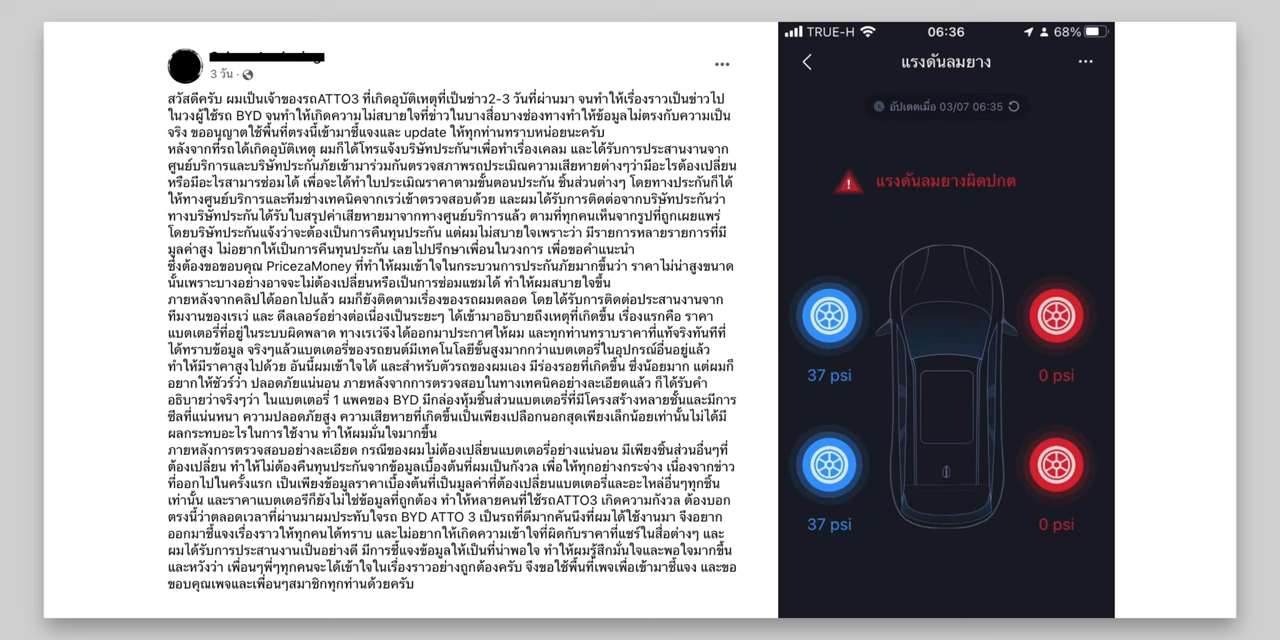 3 วัน
สวัสดีครับ ผมเป็นเจ้าของรถATTO3 ที่เกิดอุบัติเหตุที่เป็นข่าว2-3 วันที่ผ่านมา จนทำให้เรื่องราวเป็นข่าวไป
ในวงผู้ใช้รถ BYD จนทำให้เกิดความไม่สบายใจที่ข่าวในบางสื่อบางช่องทางทำให้ข้อมูลไม่ตรงกับความเป็น
จริง ขออนุญาตใช้พื้นที่ตรงนี้เข้ามาชี้แจงและ update ให้ทุกท่านทราบหน่อยนะครับ
หลังจากที่รถได้เกิดอุบัติเหตุ ผมก็ได้โทรแจ้งบริษัทประกันฯเพื่อทำเรื่องเคลม และได้รับการประสานงานจาก
ศูนย์บริการและบริษัทประกันภัยเข้ามาร่วมกันตรวจสภาพรถประเมิณความเสียหายต่างๆว่ามีอะไรต้องเปลี่ยน
หรือมีอะไรสามารซ่อมได้ เพื่อจะได้ทำใบประเมิณราคาตามขั้นตอนประกัน ชิ้นส่วนต่างๆ โดยทางประกันก็ได้
ให้ทางศูนย์บริการและทีมช่างเทคนิคจากเรเว่เข้าตรวจสอบด้วย และผมได้รับการติดต่อจากบริษัทประกันว่า
ทางบริษัทประกันได้รับใบสรุปค่าเสียหายมาจากทางศูนย์บริการแล้ว ตามที่ทุกคนเห็นจากรูปที่ถูกเผยแพร่
โดยบริษัทประกันแจ้งว่าจะต้องเป็นการคืนทุนประกัน แต่ผมไม่สบายใจเพราะว่า มีรายการหลายรายการที่มี
มูลค่าสูง ไม่อยากให้เป็นการคืนทุนประกัน เลยไปปรึกษาเพื่อนในวงการ เพื่อขอคำแนะนำ
ซึ่งต้องขอขอบคุณ PricezaMoney ที่ทำให้ผมเข้าใจในกระบวนการประกันภัยมากขึ้นว่า ราคาไม่น่าสูงขนาด
นั้นเพราะบางอย่างอาจจะไม่ต้องเปลี่ยนหรือเป็นการซ่อมแซมได้ ทำให้ผมสบายใจขึ้น
ภายหลังจากคลิปได้ออกไปแล้ว ผมก็ยังติดตามเรื่องของรถผมตลอด โดยได้รับการติดต่อประสานงานจาก
ทีมงานของเรเว่ และ ดีลเลอร์อย่างต่อเนื่องเป็นระยะๆ ได้เข้ามาอธิบายถึงเหตุที่เกิดขึ้น เรื่องแรกคือ ราคา
แบตเตอรี่ที่อยู่ในระบบผิดพลาด ทางเรเว่จึงได้ออกมาประกาศให้ผม และทุกท่านทราบราคาที่แท้จริงทันทีที่
ได้ทราบข้อมูล จริงๆแล้วแบตเตอรี่ของรถยนต์มีเทคโนโลยีขั้นสูงมากกว่าแบตเตอรี่ในอุปกรณ์อื่นอยู่แล้ว
ทำให้มีราคาสูงไปด้วย อันนี้ผมเข้าใจได้ และสำหรับตัวรถของผมเอง มีร่องรอยที่เกิดขึ้น ซึ่งน้อยมาก แต่ผมก็
อยากให้ชัวร์ว่า ปลอดภัยแน่นอน ภายหลังจากการตรวจสอบในทางเทคนิคอย่างละเอียดแล้ว ก็ได้รับคำ
อธิบายว่าจริงๆว่า ในแบตเตอรี่ 1 แพคของ BYD มีกล่องหุ้มชิ้นส่วนแบตเตอรี่ที่มีโครงสร้างหลายชั้นและมีการ
ซีลที่แน่นหนา ความปลอดภัยสูง ความเสียหายที่เกิดขึ้นเป็นเพียงเปลือกนอกสุดเพียงเล็กน้อยเท่านั้นไม่ได้มี
ผลกระทบอะไรในการใช้งาน ทำให้ผมมั่นใจมากขึ้น
ภายหลังการตรวจสอบอย่างละเอียด กรณีของผมไม่ต้องเปลี่ยนแบตเตอรี่อย่างแน่นอน มีเพียงชิ้นส่วนอื่นๆที่
ต้องเปลี่ยน ทำให้ไม่ต้องคืนทุนประกันจากข้อมูลเบื้องต้นที่ผมเป็นกังวล เพื่อให้ทุกอย่างกระจ่าง เนื่องจากข่าว
ที่ออกไปในครั้งแรก เป็นเพียงข้อมูลราคาเบื้องต้นที่เป็นมูลค่าที่ต้องเปลี่ยนแบตเตอรี่และอะไหล่อื่นๆทุกชิ้น
เท่านั้น และราคาแบตเตอรีก็ยังไม่ใช่ข้อมูลที่ถูกต้อง ทำให้หลายคนที่ใช้รถATTO3 เกิดความกังวล ต้องบอก
ตรงนี้ว่าตลอดเวลาที่ผ่านมาผมประทับใจรถ BYD ATTO 3 เป็นรถที่ดีมากคันนึงที่ผมได้ใช้งานมา จึงอยาก
ออกมาชี้แจงเรื่องราวให้ทุกคนได้ทราบ และไม่อยากให้เกิดความเข้าใจที่ผิดกับราคาที่แชร์ในสื่อต่างๆ และ
ผมได้รับการประสานงานเป็นอย่างดี มีการชี้แจงข้อมูลให้เป็นที่น่าพอใจ ทำให้ผมรู้สึกมั่นใจและพอใจมากขึ้น
และหวังว่า เพื่อนๆพี่ๆทุกคนจะได้เข้าใจในเรื่องราวอย่างถูกต้องครับ จึงขอใช้พื้นที่เพจเพื่อเข้ามาชี้แจง และขอ
ขอบคุณเพจและเพื่อนๆสมาชิกทุกท่านด้วยครับ
TRUE-H 06:36 68%
แรงดันลมยาง
อัปเดตเมื่อ 03/07 06:35
แรงดันลมยางผิดปกติ
37 psi 0 psi
37 psi 0 psi